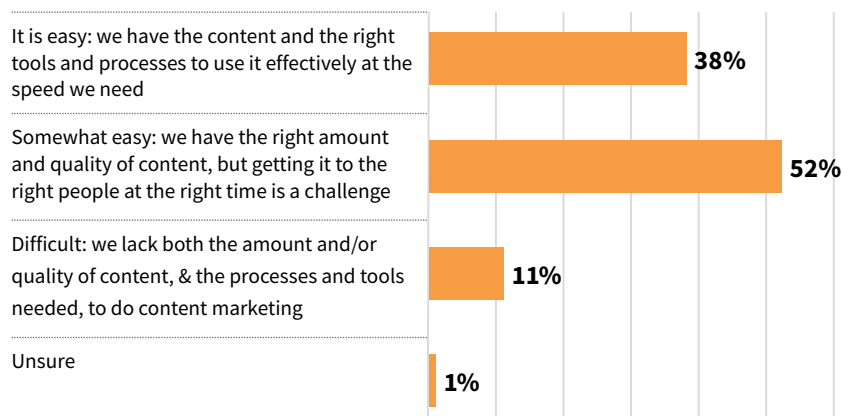 It is easy: we have the content and the right
tools and processes to use it effectively at the
speed we need
38%
Somewhat easy: we have the right amount
and quality of content, but getting it to the
right people at the right time is a challenge
52%
Difficult: we lack both the amount and/or
quality of content, & the processes and tools
needed, to do content marketing
11%
Unsure
1%